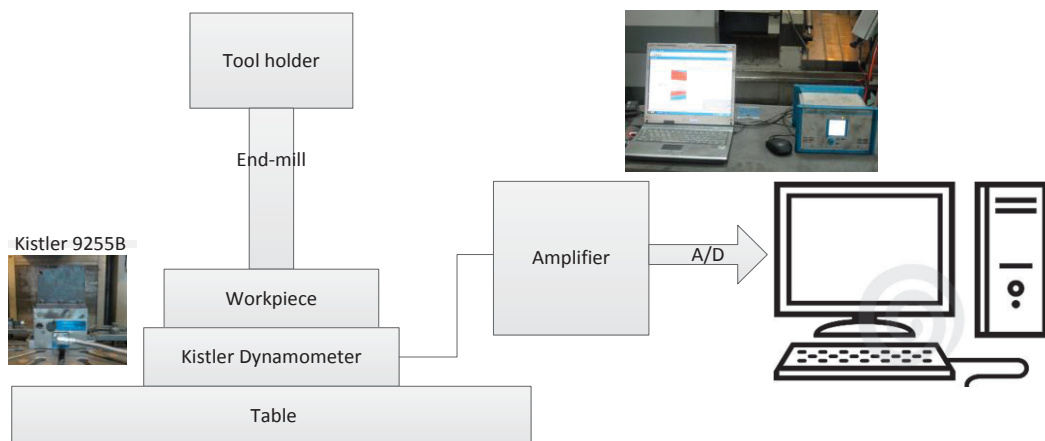 Tool holder
End-mill
Kistler 9255B
Amplifier
A/D
Workpiece
Kistler Dynamometer
Table